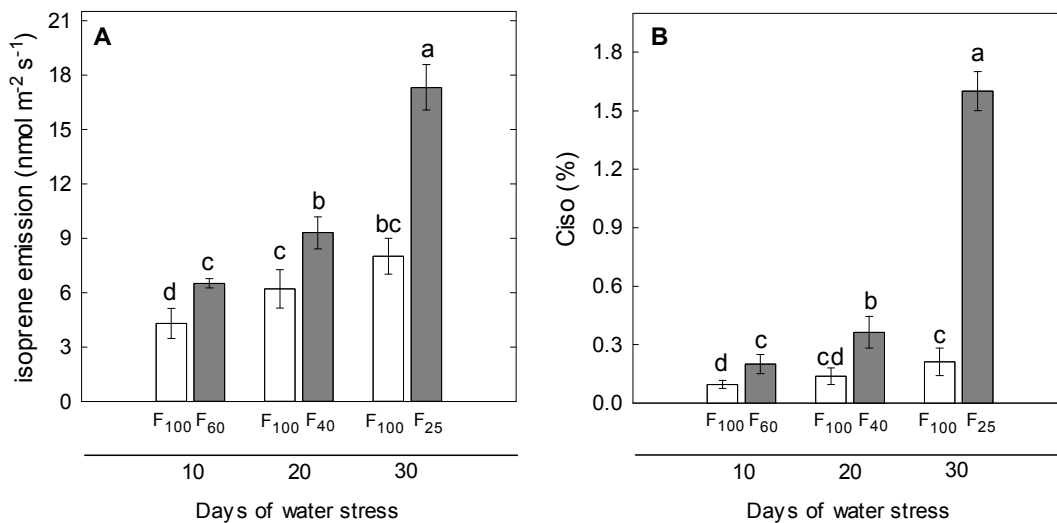 A
isoprene emission (nmol m⁻² s⁻¹)
21
18
15
12
9
6
3
0
d
c
c
b
bc
a
F₁₀₀ F₆₀ F₁₀₀ F₄₀ F₁₀₀ F₂₅
10 20 30
Days of water stress
B
Ciso (%)
1.8
1.5
1.2
0.9
0.6
0.3
0.0
d
c
cd
b
c
a
F₁₀₀ F₆₀ F₁₀₀ F₄₀ F₁₀₀ F₂₅
10 20 30
Days of water stress